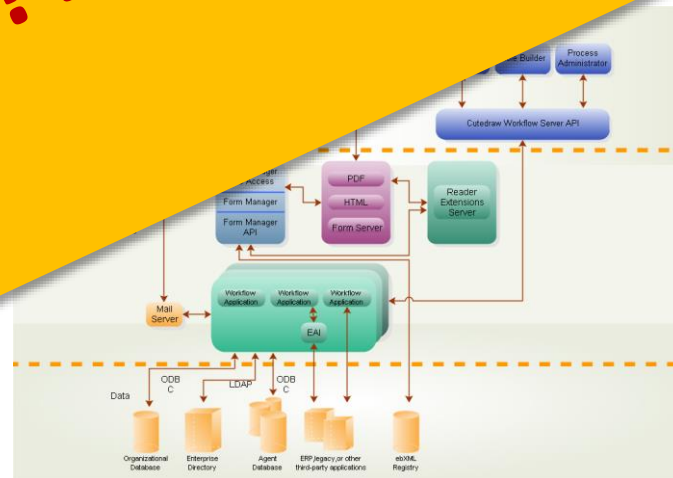 Builder
Process
Administrator
Cutedraw Workflow Server API
Access
Form Manager
Form Manager
API
PDF
HTML
Form Server
Reader
Extensions
Server
Workflow
Application
Workflow
Application
Workflow
Application
EAI
Mail
Server
Data
ODB
C
LDAP
ODB
C
Organizational
Database
Enterprise
Directory
Agent
Database
ERP,legacy,or other
third-party applications
ebXML
Registry